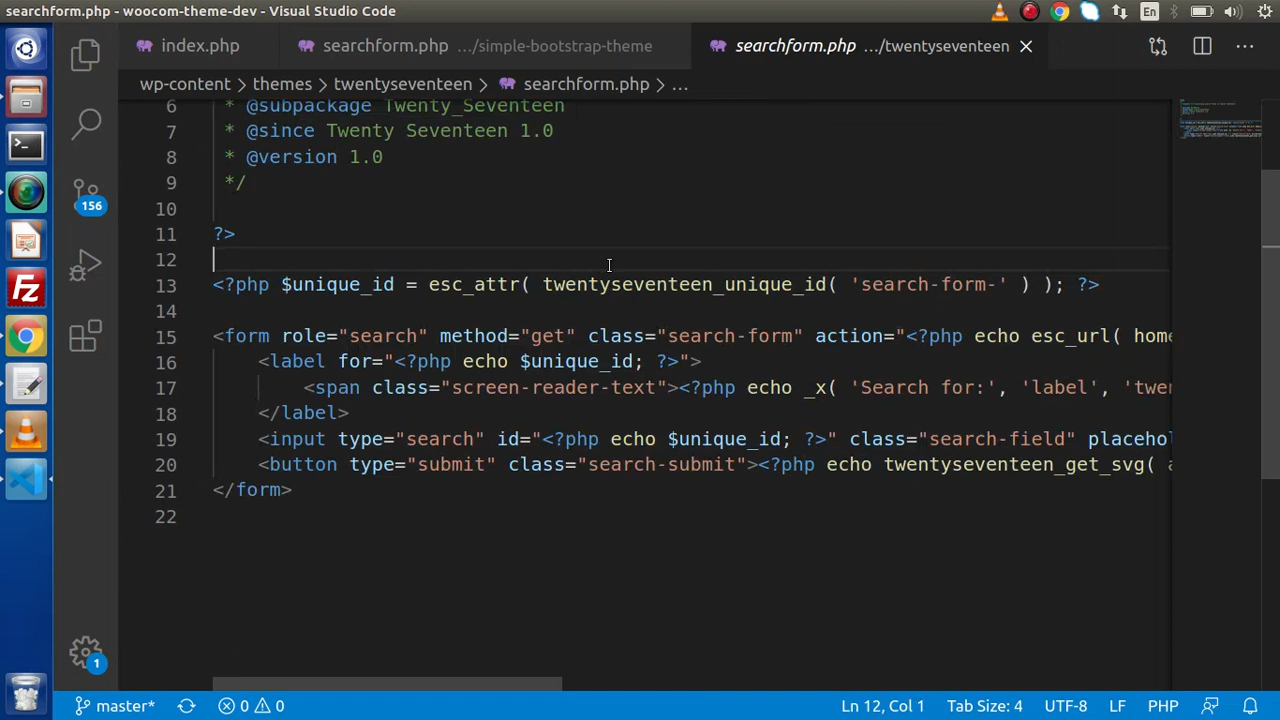 searchform.php - woocom-theme-dev - Visual Studio Code
En
index.php
searchform.php .../simple-bootstrap-theme
searchform.php .../twentyseventeen
wp-content > themes > twentyseventeen > searchform.php > ...
6 * @subpackage Twenty_Seventeen
7 * @since Twenty Seventeen 1.0
8 * @version 1.0
9 */
10
11 ?>
12
13 <?php $unique_id = esc_attr( twentyseventeen_unique_id( 'search-form-' ) ); ?>
14
15 <form role="search" method="get" class="search-form" action="<?php echo esc_url( home
16 <label for="<?php echo $unique_id; ?>">
17 <span class="screen-reader-text"><?php echo _x( 'Search for:', 'label', 'twen
18 </label>
19 <input type="search" id="<?php echo $unique_id; ?>" class="search-field" placehol
20 <button type="submit" class="search-submit"><?php echo twentyseventeen_get_svg( a
21 </form>
22
156
Fz
1
master*
0
0
Ln 12, Col 1
Tab Size: 4
UTF-8
LF
PHP